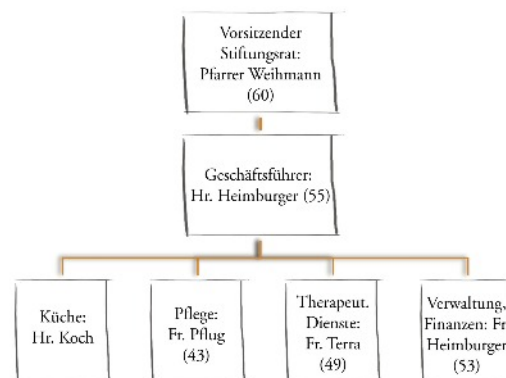 Vorsitzender
Stiftungsrat:
Pfarrer Weihmann
(60)
Geschäftsführer:
Hr. Heimburger (55)
Küche:
Hr. Koch
Pflege:
Fr. Pflug
(43)
Therapeut.
Dienste:
Fr. Terra
(49)
Verwaltung,
Finanzen: Fr.
Heimburger
(53)